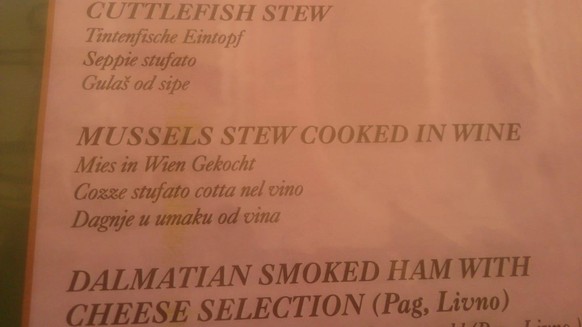 CUTTLEFISH STEW
Tintenfische Eintopf
Seppie stufato
Gulaš od sipe
MUSSELS STEW COOKED IN WINE
Mies in Wien Gekocht
Cozze stufato cotta nel vino
Dagnje u umaku od vina
DALMATIAN SMOKED HAM WITH
CHEESE SELECTION (Pag, Livno)